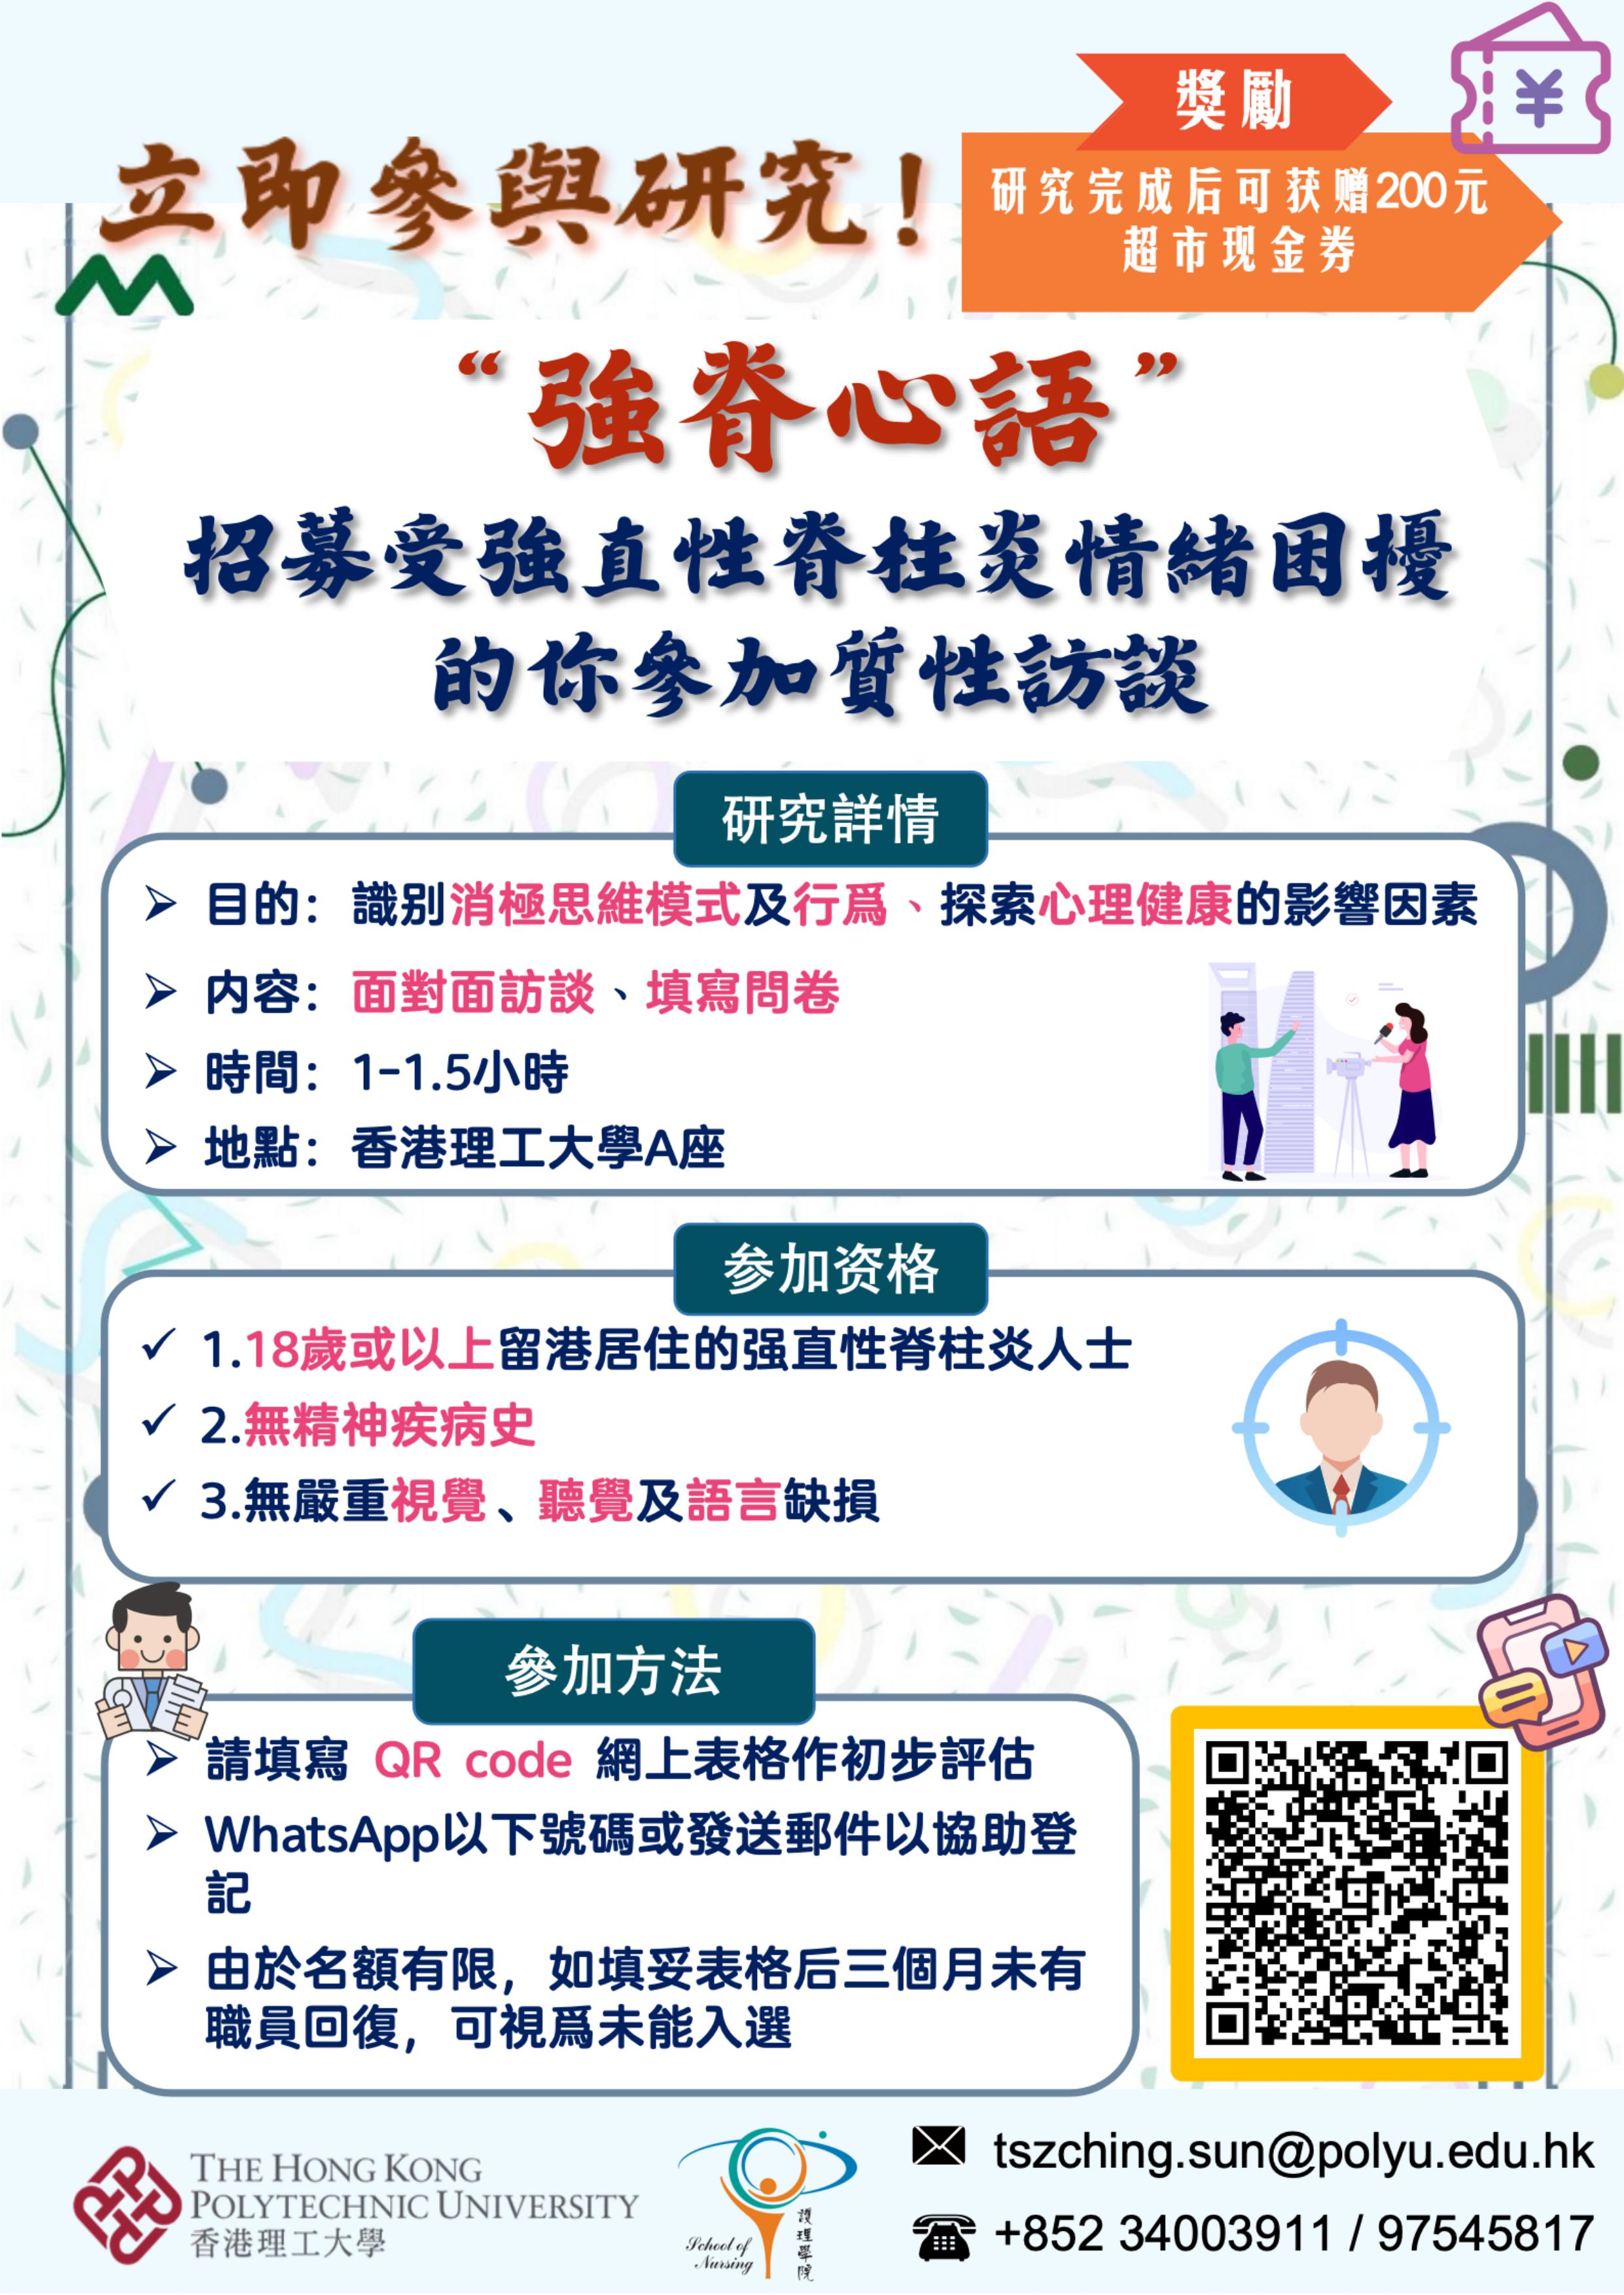 獎勵
立即參與研究！
研究完成后可获赠200元
超市现金券
“強脊心語”
招募受強直性脊柱炎情緒困擾
的你參加質性訪談
研究詳情
目的：識别消極思維模式及行爲、探索心理健康的影響因素
内容：面對面訪談、填寫問卷
時間：1-1.5小時
地點：香港理工大學A座
参加资格
1.18歲或以上留港居住的强直性脊柱炎人士
2.無精神疾病史
3.無嚴重視覺、聽覺及語言缺損
參加方法
請填寫 QR code 網上表格作初步評估
WhatsApp以下號碼或發送郵件以協助登
記
由於名額有限，如填妥表格后三個月未有
職員回復，可視爲未能入選
THE HONG KONG
POLYTECHNIC UNIVERSITY
香港理工大學
School of
Nursing
護理學院
tszching.sun@polyu.edu.hk
+852 34003911 / 97545817